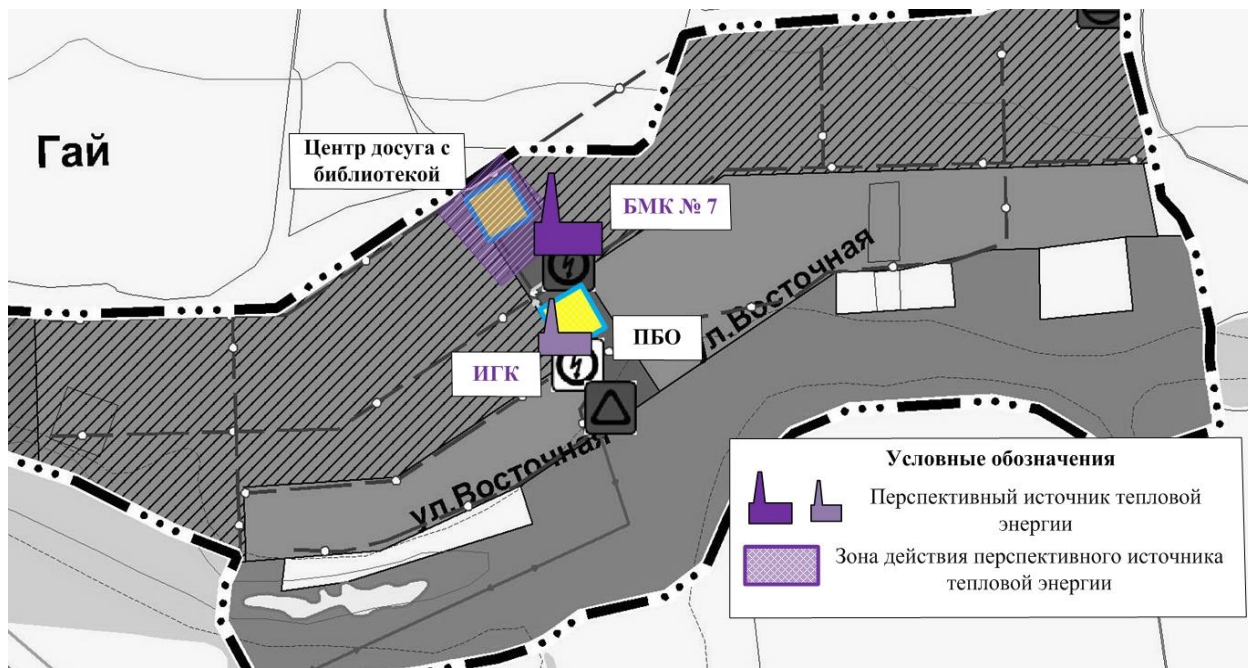 Гай
Центр досуга с
библиотекой
БМК № 7
ул.Восточная
ПБО
ИГК
ул.Восточная
Условные обозначения
Перспективный источник тепловой
энергии
Зона действия перспективного источника
тепловой энергии